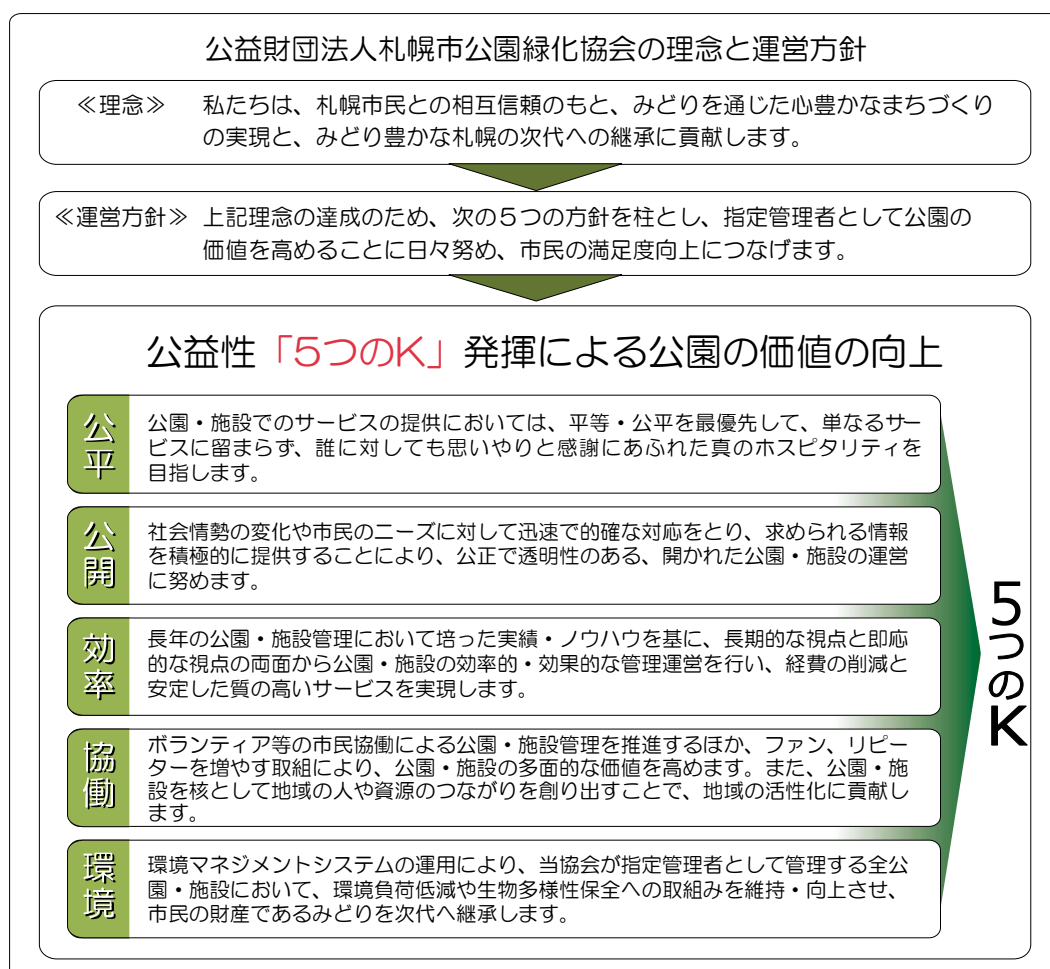 公益財団法人札幌市公園緑化協会の理念と運営方針
≪理念≫ 私たちは、札幌市民との相互信頼のもと、みどりを通じた心豊かなまちづくり
の実現と、みどり豊かな札幌の次代への継承に貢献します。
≪運営方針≫ 上記理念の達成のため、次の５つの方針を柱とし、指定管理者として公園の
価値を高めることに日々努め、市民の満足度向上につなげます。
公益性「5つのK」発揮による公園の価値の向上
公平
公園・施設でのサービスの提供においては、平等・公平を最優先して、単なるサー
ビスに留まらず、誰に対しても思いやりと感謝にあふれた真のホスピタリティを
目指します。
公開
社会情勢の変化や市民のニーズに対して迅速で的確な対応をとり、求められる情報
を積極的に提供することにより、公正で透明性のある、開かれた公園・施設の運営
に努めます。
効率
長年の公園・施設管理において培った実績・ノウハウを基に、長期的な視点と即応
的な視点の両面から公園・施設の効率的・効果的な管理運営を行い、経費の削減と
安定した質の高いサービスを実現します。
協働
ボランティア等の市民協働による公園・施設管理を推進するほか、ファン、リピー
ターを増やす取組により、公園・施設の多面的な価値を高めます。また、公園・施
設を核として地域の人や資源のつながりを創り出すことで、地域の活性化に貢献し
ます。
環境
環境マネジメントシステムの運用により、当協会が指定管理者として管理する全公
園・施設において、環境負荷低減や生物多様性保全への取組みを維持・向上させ、
市民の財産であるみどりを次代へ継承します。
5つのK